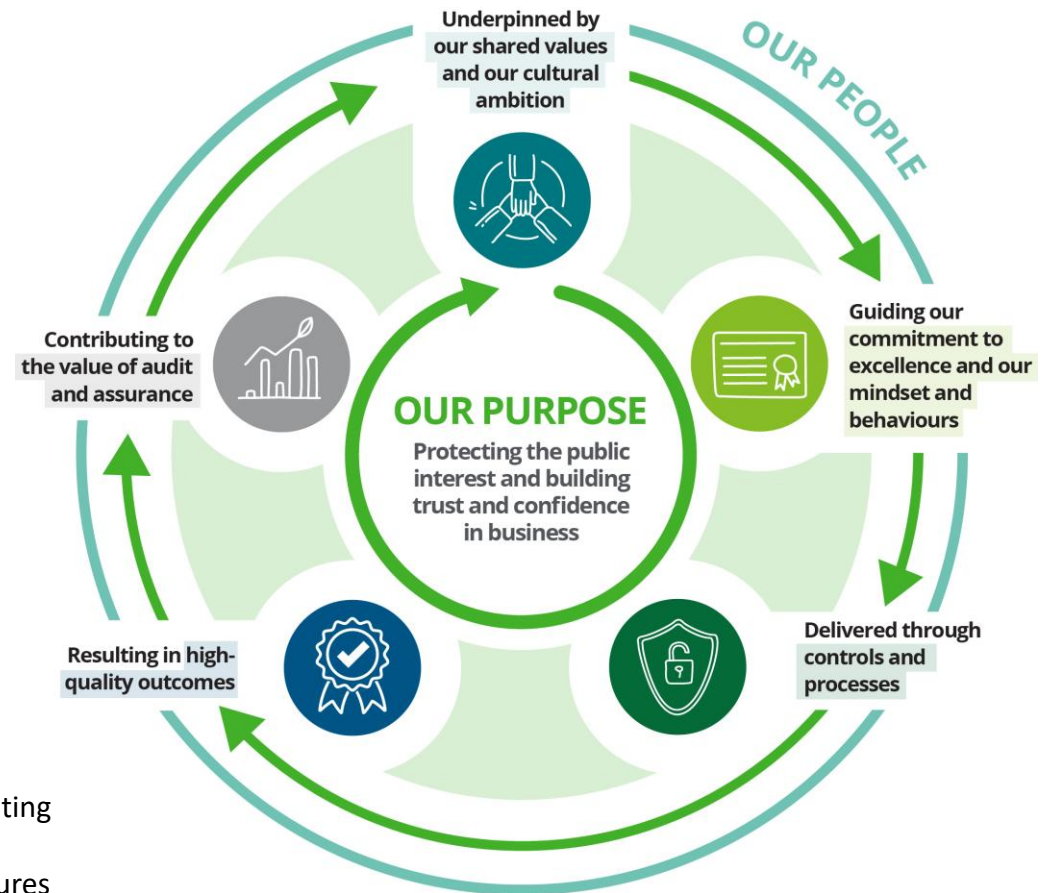 Underpinned by
our shared values
and our cultural
ambition
OUR PEOPLE
Guiding our
commitment to
excellence and our
mindset and
behaviours
Delivered through
controls and
processes
Resulting in high-
quality outcomes
Contributing to
the value of audit
and assurance
OUR PURPOSE
Protecting the public
interest and building
trust and confidence
in business
ting
ures